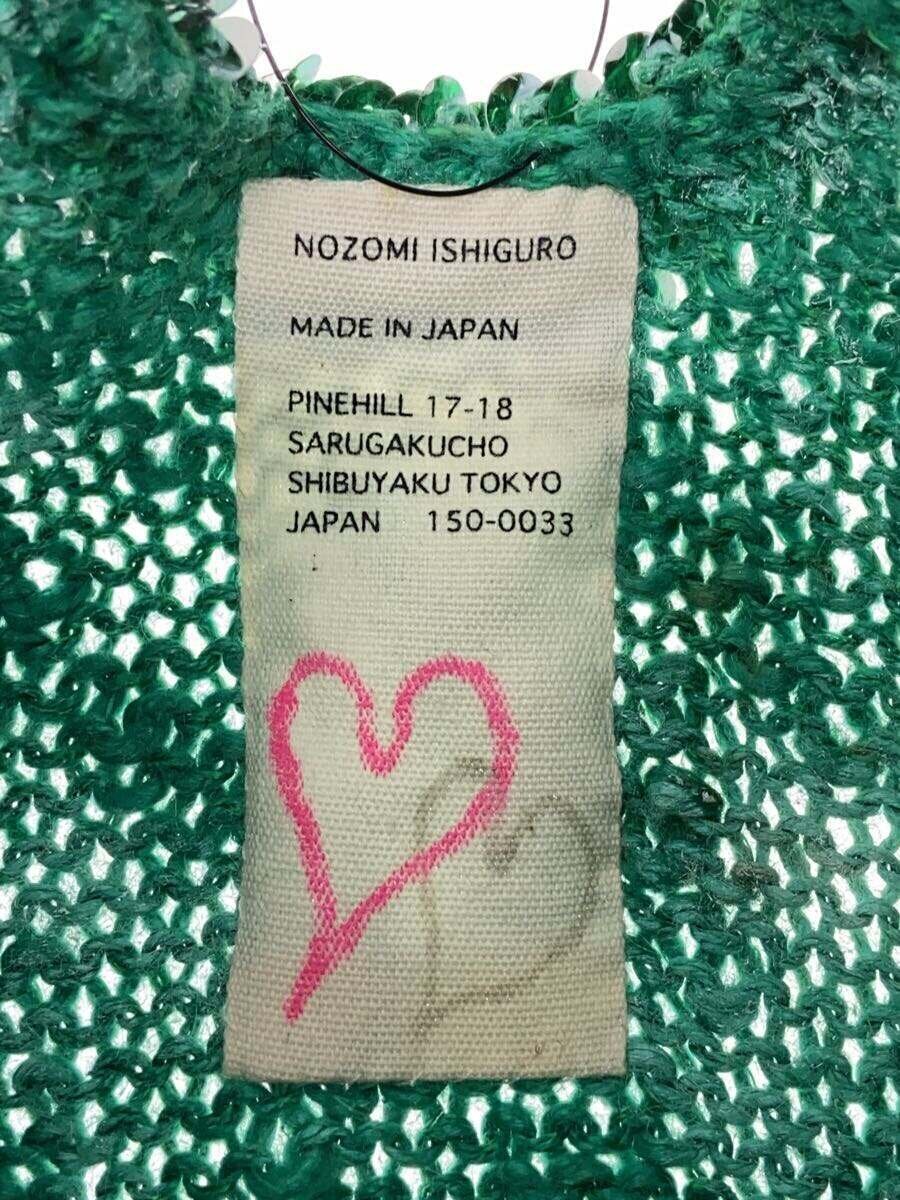 NOZOMI ISHIGURO
MADE IN JAPAN
PINEHILL 17-18
SARUGAKUCHO
SHIBUYAKU TOKYO
JAPAN 150-0033